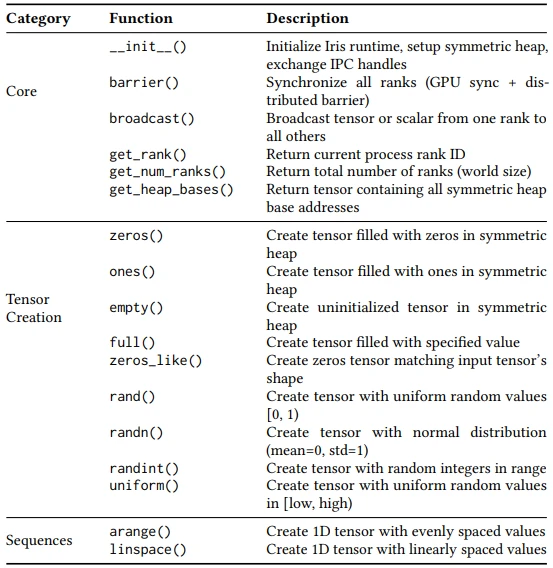 Category Function Description
__init__() Initialize Iris runtime, setup symmetric heap,
exchange IPC handles
Core
barrier() Synchronize all ranks (GPU sync + dis-
tributed barrier)
broadcast() Broadcast tensor or scalar from one rank to
all others
get_rank() Return current process rank ID
get_num_ranks() Return total number of ranks (world size)
get_heap_bases() Return tensor containing all symmetric heap
base addresses
zeros() Create tensor filled with zeros in symmetric
heap
ones() Create tensor filled with ones in symmetric
heap
Tensor
Creation
empty() Create uninitialized tensor in symmetric
heap
full() Create tensor filled with specified value
zeros_like() Create zeros tensor matching input tensor's
shape
rand() Create tensor with uniform random values
[0, 1)
randn() Create tensor with normal distribution
(mean=0, std=1)
randint() Create tensor with random integers in range
uniform() Create tensor with uniform random values
in [low, high)
Sequences
arange() Create 1D tensor with evenly spaced values
linspace() Create 1D tensor with linearly spaced values